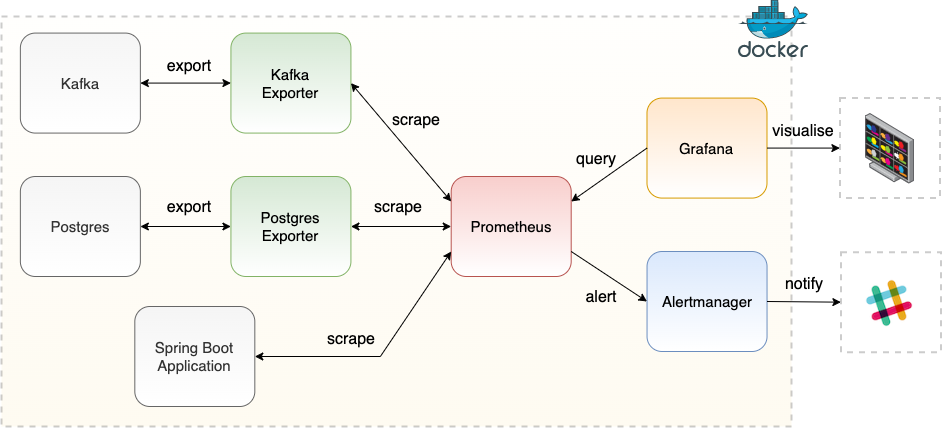 docker
Kafka
export
Kafka
Exporter
scrape
Grafana
visualise
query
Postgres
export
Postgres
Exporter
scrape
Prometheus
alert
Alertmanager
notify
Spring Boot
Application
scrape